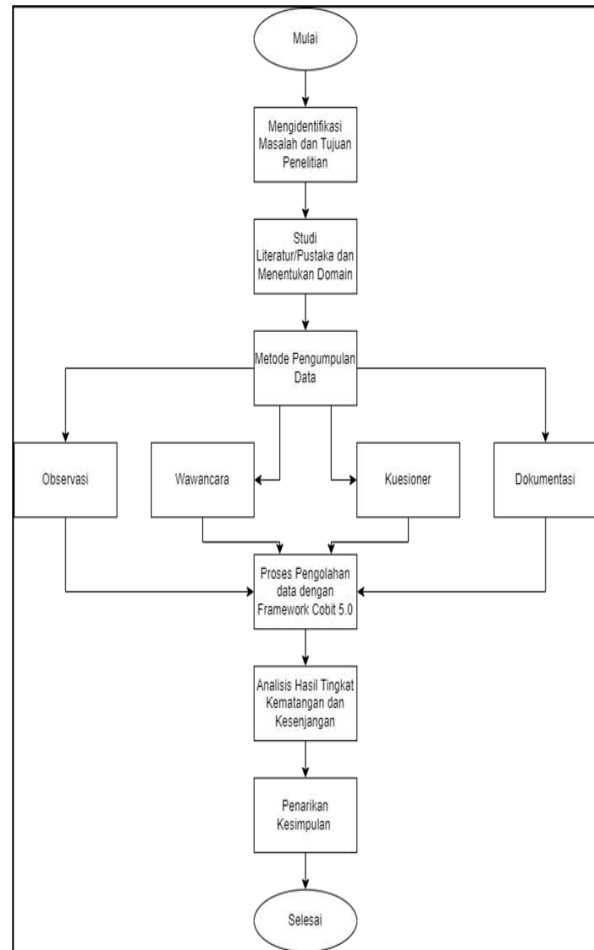 Mulai
Mengidentifikasi
Masalah dan Tujuan
Penelitian
Studi
Literatur/Pustaka dan
Menentukan Domain
Metode Pengumpulan
Data
Observasi
Wawancara
Kuesioner
Dokumentasi
Proses Pengolahan
data dengan
Framework Cobit 5.0
Analisis Hasil Tingkat
Kematangan dan
Kesenjangan
Penarikan
Kesimpulan
Selesai